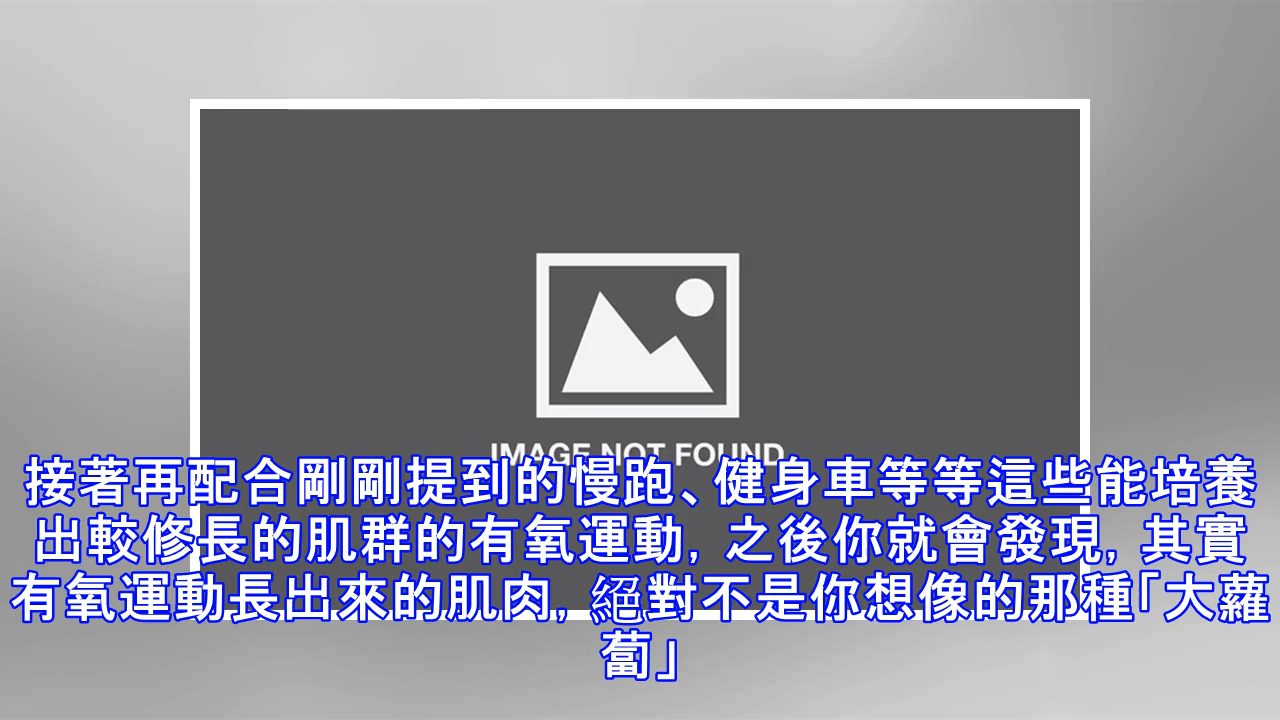 IMAGE NOT FOUND
接著再配合剛剛提到的慢跑、健身車等等這些能培養
出較修長的肌群的有氧運動, 之後你就會發現, 其實
有氧運動長出來的肌肉, 絕對不是你想像的那種「大蘿
蔔」